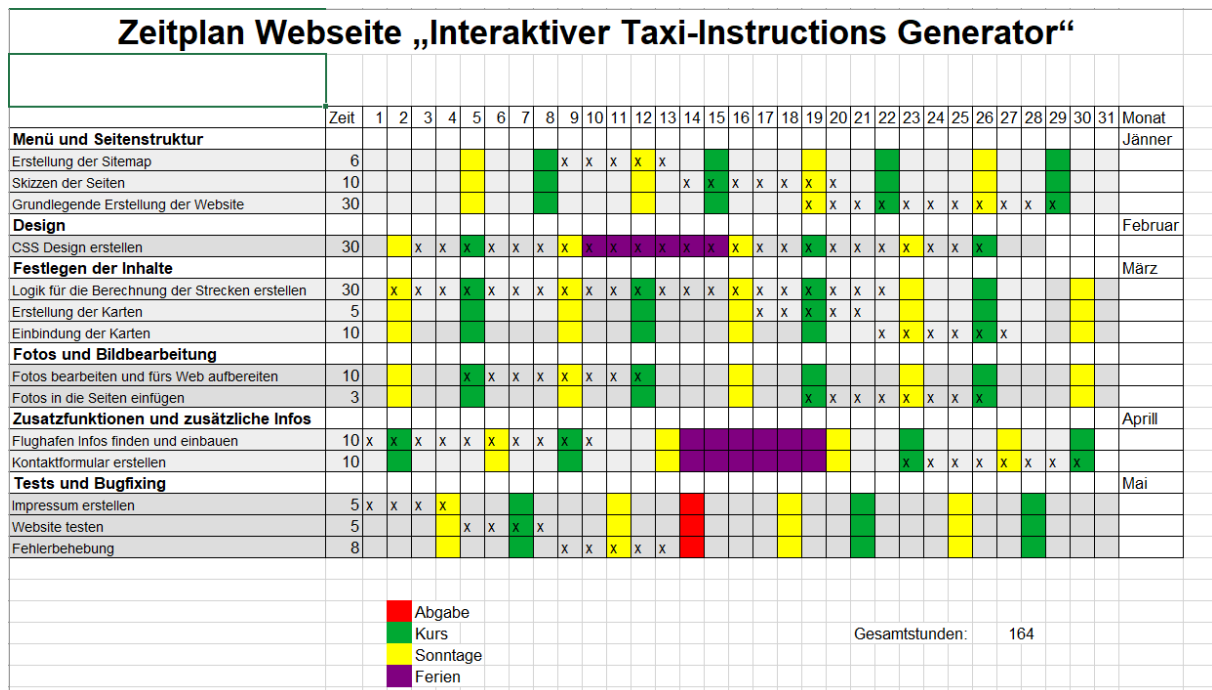 Zeitplan Webseite „Interaktiver Taxi-Instructions Generator“
Zeit 1 2 3 4 5 6 7 8 9 10 11 12 13 14 15 16 17 18 19 20 21 22 23 24 25 26 27 28 29 30 31 Monat
Menü und Seitenstruktur Jänner
Erstellung der Sitemap 6 x x x x x
Skizzen der Seiten 10 x x x x x x x
Grundlegende Erstellung der Website 30 x x x x x x x x x x x
Design Februar
CSS Design erstellen 30 x x x x x x x x x x x x x x x x x x x x x x x x
Festlegen der Inhalte März
Logik für die Berechnung der Strecken erstellen 30 x x x x x x x x x x x x x x x x x x x x x
Erstellung der Karten 5 x x x x x
Einbindung der Karten 10 x x x x x x
Fotos und Bildbearbeitung
Fotos bearbeiten und fürs Web aufbereiten 10 x x x x x x x x
Fotos in die Seiten einfügen 3 x x x x x x x x
Zusatzfunktionen und zusätzliche Infos Aprill
Flughafen Infos finden und einbauen 10 x x x x x x x x x x
Kontaktformular erstellen 10 x x x x x x x x
Tests und Bugfixing Mai
Impressum erstellen 5 x x x x
Website testen 5 x x x x
Fehlerbehebung 8 x x x x x
Abgabe
Kurs Gesamtstunden: 164
Sonntage
Ferien